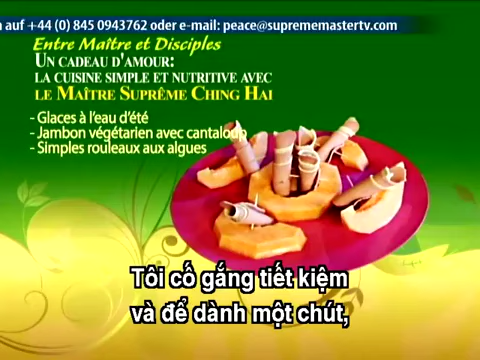 auf +44 (0) 845 0943762 oder e-mail: peace@suprememastertv.com
Entre Maître et Disciples
UN CADEAU D'AMOUR:
LA CUISINE SIMPLE ET NUTRITIVE AVEC
LE MAÎTRE SUPRÊME CHING HAI
- Glaces à l'eau d'été
- Jambon végétarien avec cantaloup
- Simples rouleaux aux algues
Tôi cố gắng tiết kiệm
và để dành một chút,